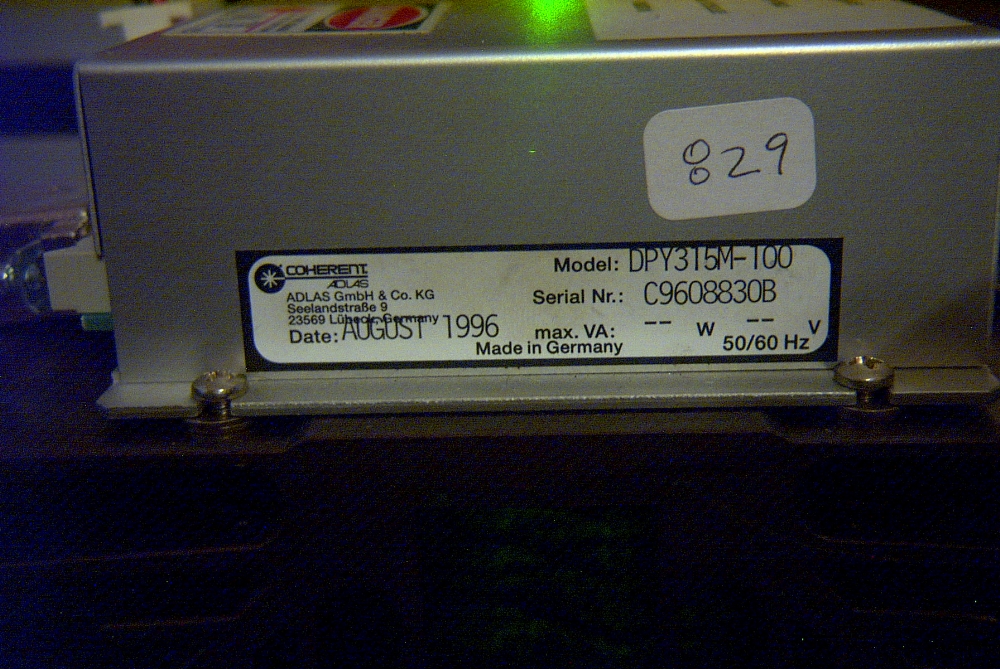 829
COHERENT
ADLAS
ADLAS GmbH & Co. KG
Seelandstraße 9
23569 Lübeck, Germany
Date: AUGUST 1996
Model: DPY315M-100
Serial Nr.: C9608830B
max. VA: -- W -- V
50/60 Hz
Made in Germany